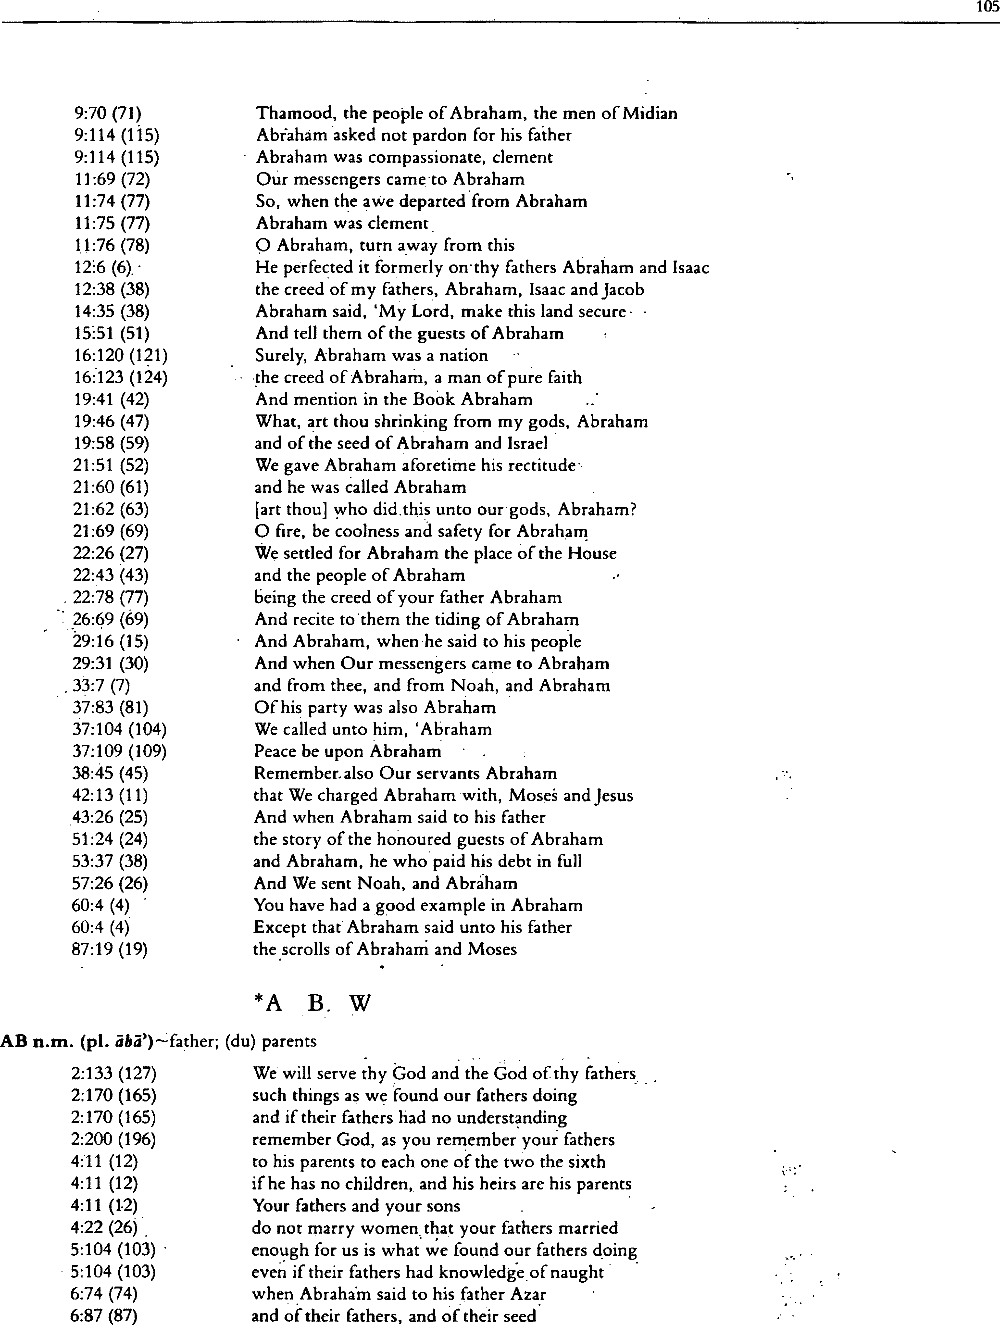 105
9:70 (71) Thamood, the people of Abraham, the men of Midian
9:114 (115) Abraham asked not pardon for his father
9:114 (115) Abraham was compassionate, clement
11:69 (72) Our messengers came to Abraham
11:74 (77) So, when the awe departed from Abraham
11:75 (77) Abraham was clement
11:76 (78) O Abraham, turn away from this
12:6 (6) He perfected it formerly on thy fathers Abraham and Isaac
12:38 (38) the creed of my fathers, Abraham, Isaac and Jacob
14:35 (38) Abraham said, 'My Lord, make this land secure
15:51 (51) And tell them of the guests of Abraham
16:120 (121) Surely, Abraham was a nation
16:123 (124) the creed of Abraham, a man of pure faith
19:41 (42) And mention in the Book Abraham
19:46 (47) What, art thou shrinking from my gods, Abraham
19:58 (59) and of the seed of Abraham and Israel
21:51 (52) We gave Abraham aforetime his rectitude
21:60 (61) and he was called Abraham
21:62 (63) [art thou] who did this unto our gods, Abraham?
21:69 (69) O fire, be coolness and safety for Abraham
22:26 (27) We settled for Abraham the place of the House
22:43 (43) and the people of Abraham
22:78 (77) being the creed of your father Abraham
26:69 (69) And recite to them the tiding of Abraham
29:16 (15) And Abraham, when he said to his people
29:31 (30) And when Our messengers came to Abraham
33:7 (7) and from thee, and from Noah, and Abraham
37:83 (81) Of his party was also Abraham
37:104 (104) We called unto him, 'Abraham
37:109 (109) Peace be upon Abraham
38:45 (45) Remember also Our servants Abraham
42:13 (11) that We charged Abraham with, Moses and Jesus
43:26 (25) And when Abraham said to his father
51:24 (24) the story of the honoured guests of Abraham
53:37 (38) and Abraham, he who paid his debt in full
57:26 (26) And We sent Noah, and Abraham
60:4 (4) You have had a good example in Abraham
60:4 (4) Except that Abraham said unto his father
87:19 (19) the scrolls of Abraham and Moses
*A B W
AB n.m. (pl. ābā')~father; (du) parents
2:133 (127) We will serve thy God and the God of thy fathers
2:170 (165) such things as we found our fathers doing
2:170 (165) and if their fathers had no understanding
2:200 (196) remember God, as you remember your fathers
4:11 (12) to his parents to each one of the two the sixth
4:11 (12) if he has no children, and his heirs are his parents
4:11 (12) Your fathers and your sons
4:22 (26) do not marry women that your fathers married
5:104 (103) enough for us is what we found our fathers doing
5:104 (103) even if their fathers had knowledge of naught
6:74 (74) when Abraham said to his father Azar
6:87 (87) and of their fathers, and of their seed